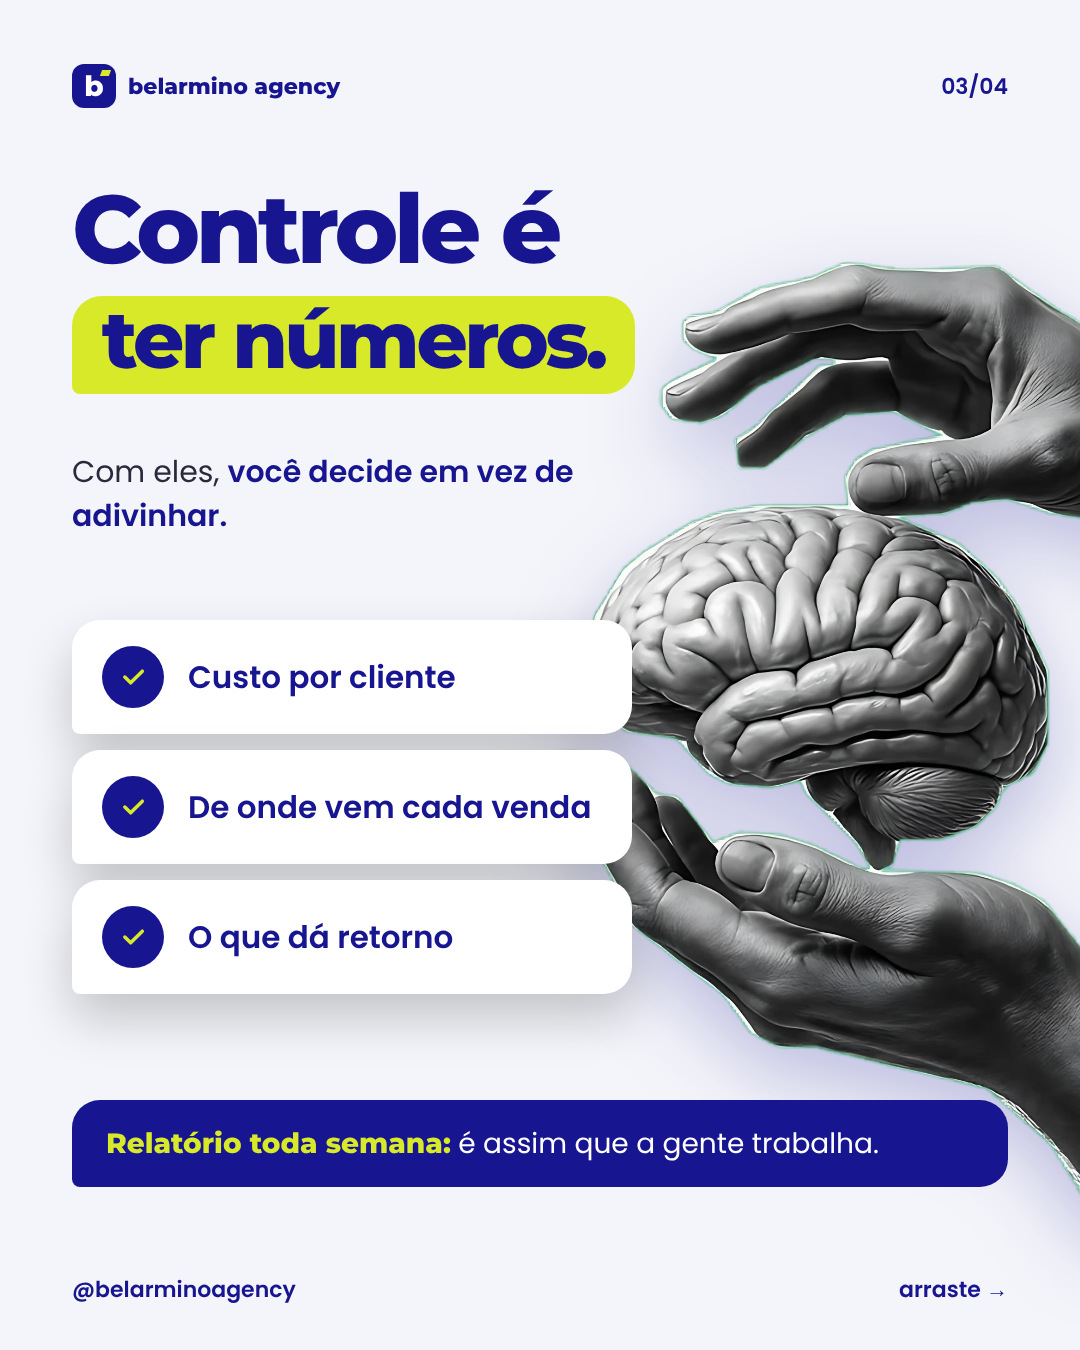 b belarmino agency
03/04
Controle é
ter números.
Com eles, você decide em vez de
adivinhar.
Custo por cliente
De onde vem cada venda
O que dá retorno
Relatório toda semana: é assim que a gente trabalha.
@belarminoagency
arraste →